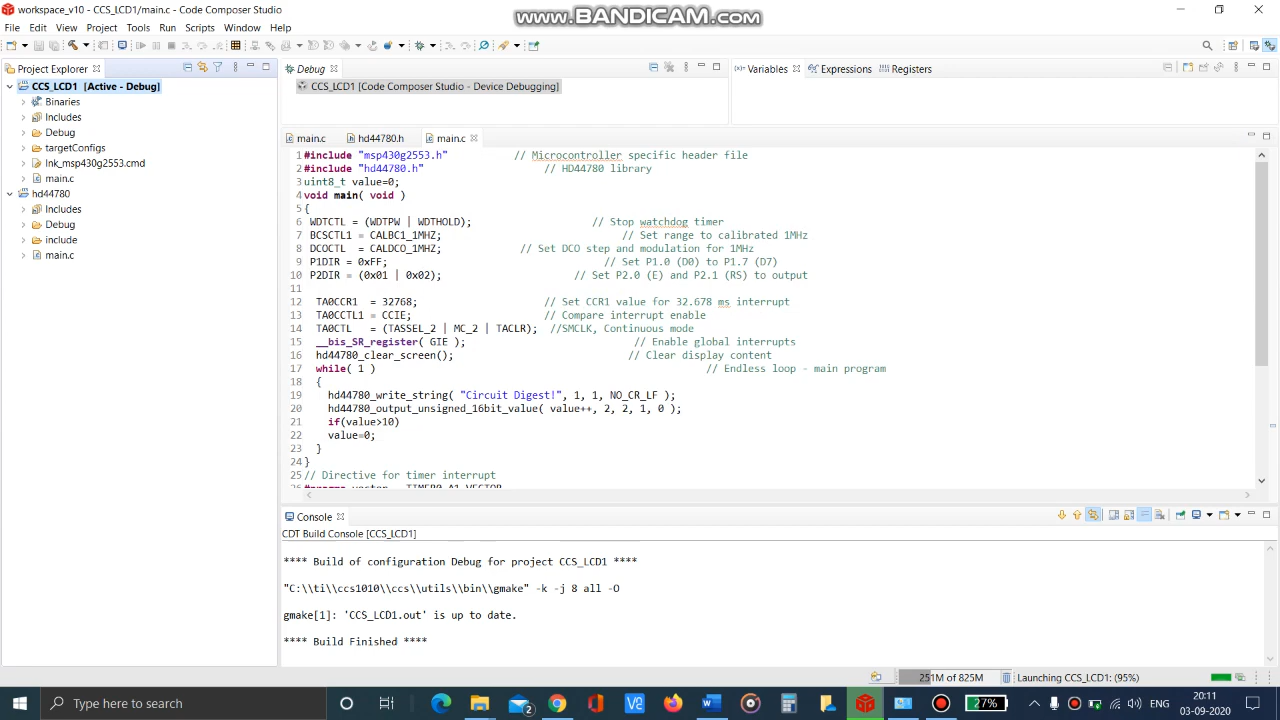 workspace_v10 - CCS_LCD1/main.c - Code Composer Studio
www.BANDICAM.com
File Edit View Project Tools Run Scripts Window Help
Project Explorer
CCS_LCD1 [Active - Debug]
Binaries
Includes
Debug
targetConfigs
lnk_msp430g2553.cmd
main.c
hd44780
Includes
Debug
include
main.c
Debug
CCS_LCD1 [Code Composer Studio - Device Debugging]
Variables Expressions Registers
main.c hd44780.h main.c
1 #include "msp430g2553.h" // Microcontroller specific header file
2 #include "hd44780.h" // HD44780 library
3 uint8_t value=0;
4 void main( void )
5 {
6 WDTCTL = (WDTPW | WDTHOLD); // Stop watchdog timer
7 BCSCTL1 = CALBC1_1MHZ; // Set range to calibrated 1MHz
8 DCOCTL = CALDCO_1MHZ; // Set DCO step and modulation for 1MHz
9 P1DIR = 0xFF; // Set P1.0 (D0) to P1.7 (D7)
10 P2DIR = (0x01 | 0x02); // Set P2.0 (E) and P2.1 (RS) to output
11
12 TA0CCR1 = 32768; // Set CCR1 value for 32.678 ms interrupt
13 TA0CCTL1 = CCIE; // Compare interrupt enable
14 TA0CTL = (TASSEL_2 | MC_2 | TACLR); //SMCLK, Continuous mode
15 __bis_SR_register( GIE ); // Enable global interrupts
16 hd44780_clear_screen(); // Clear display content
17 while( 1 ) // Endless loop - main program
18 {
19 hd44780_write_string( "Circuit Digest!", 1, 1, NO_CR_LF );
20 hd44780_output_unsigned_16bit_value( value++, 2, 2, 1, 0 );
21 if(value>10)
22 value=0;
23 }
24 }
25 // Directive for timer interrupt
26 #pragma vector = TIMER0_A1_VECTOR
Console
CDT Build Console [CCS_LCD1]
**** Build of configuration Debug for project CCS_LCD1 ****
"C:\\ti\\ccs1010\\ccs\\utils\\bin\\gmake" -k -j 8 all -O
gmake[1]: 'CCS_LCD1.out' is up to date.
**** Build Finished ****
251M of 825M Launching CCS_LCD1: (95%)
Type here to search
2
27%
ENG
20:11
03-09-2020